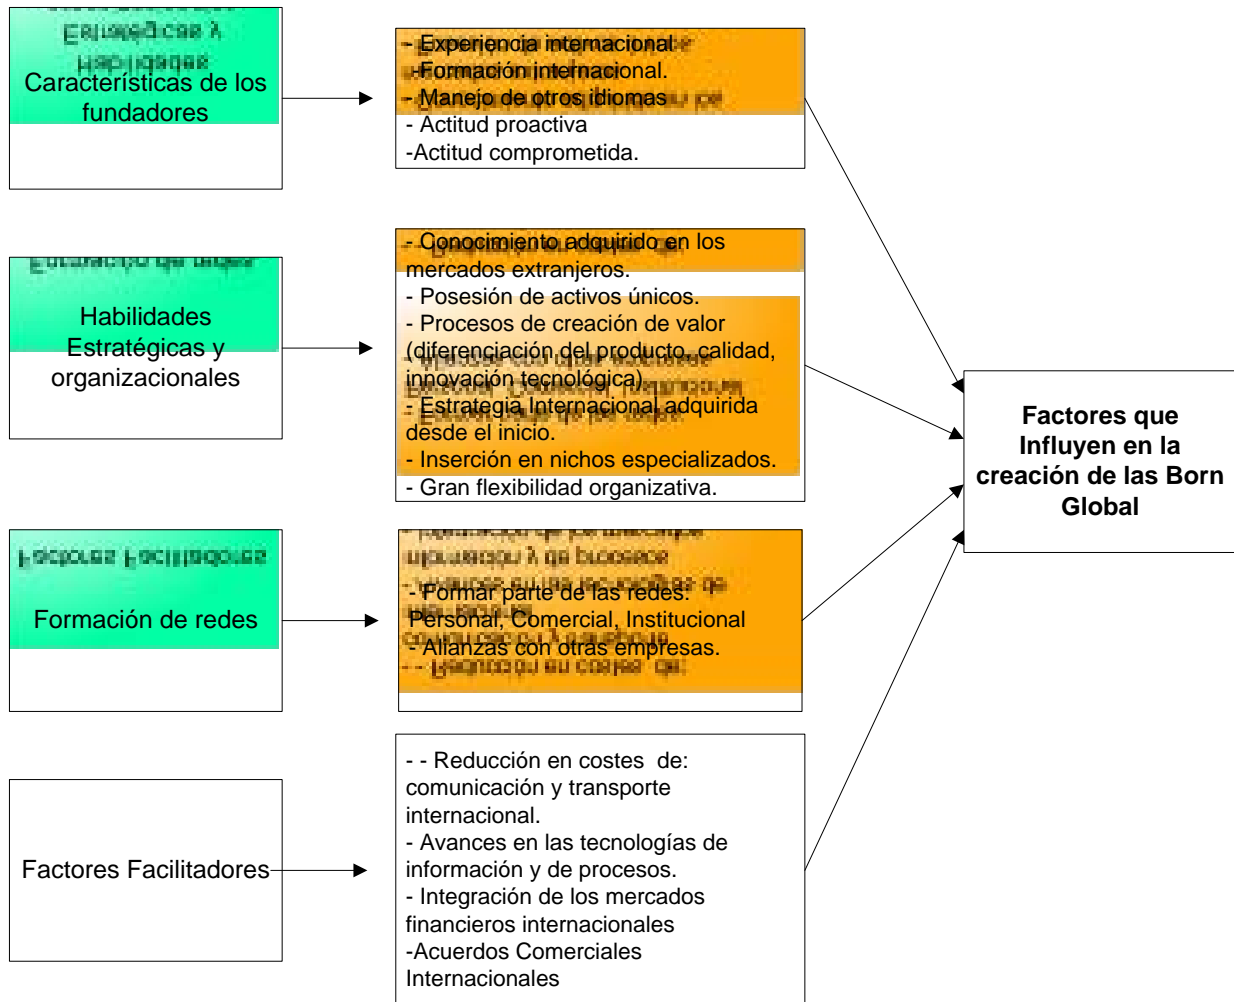 Características de los
fundadores
- Experiencia internacional
-Formación internacional.
- Manejo de otros idiomas
- Actitud proactiva
-Actitud comprometida.
Habilidades
Estratégicas y
organizacionales
- Conocimiento adquirido en los
mercados extranjeros.
- Posesión de activos únicos.
- Procesos de creación de valor
(diferenciación del producto, calidad,
innovación tecnológica)
- Estrategia Internacional adquirida
desde el inicio.
- Inserción en nichos especializados.
- Gran flexibilidad organizativa.
Formación de redes
- Formar parte de las redes:
Personal, Comercial, Institucional
- Alianzas con otras empresas.
Factores Facilitadores
- - Reducción en costes  de:
comunicación y transporte
internacional.
- Avances en las tecnologías de
información y de procesos.
- Integración de los mercados
financieros internacionales
-Acuerdos Comerciales
Internacionales
Factores que
Influyen en la
creación de las Born
Global